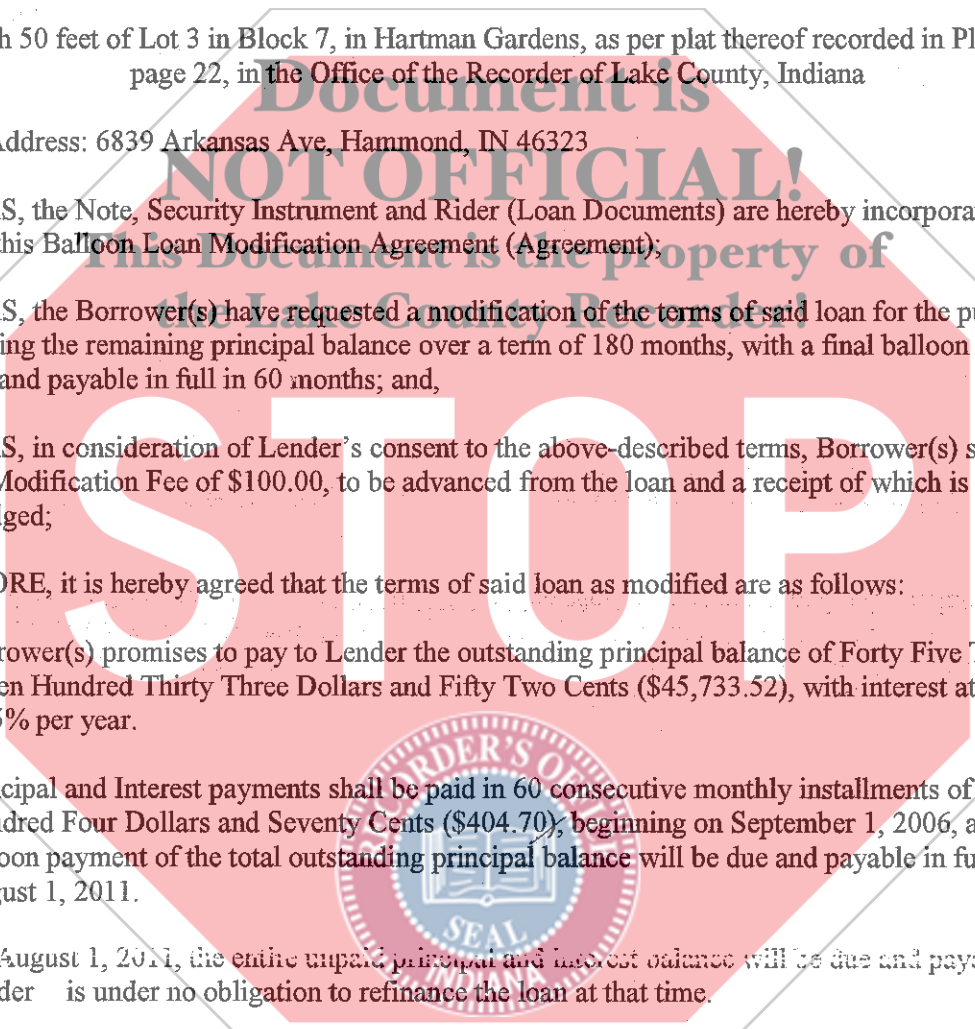 h 50 feet of Lot 3 in Block 7, in Hartman Gardens, as per plat thereof recorded in Pl
page 22, in the Office of the Recorder of Lake County, Indiana
Document is
Address: 6839 Arkansas Ave, Hammond, IN 46323
NOT OFFICIAL!
S, the Note, Security Instrument and Rider (Loan Documents) are hereby incorpora
this Balloon Loan Modification Agreement (Agreement);
This Document is the property of
S, the Borrower(s) have requested a modification of the terms of said loan for the p
the Lake County Recorder!
ing the remaining principal balance over a term of 180 months, with a final balloon
and payable in full in 60 months; and,
STOP
S, in consideration of Lender's consent to the above-described terms, Borrower(s) s
Modification Fee of $100.00, to be advanced from the loan and a receipt of which is
lged;
ORE, it is hereby agreed that the terms of said loan as modified are as follows:
rower(s) promises to pay to Lender the outstanding principal balance of Forty Five T
en Hundred Thirty Three Dollars and Fifty Two Cents ($45,733.52), with interest at
% per year.
cipal and Interest payments shall be paid in 60 consecutive monthly installments of
dred Four Dollars and Seventy Cents ($404.70), beginning on September 1, 2006, a
oon payment of the total outstanding principal balance will be due and payable in fu
gust 1, 2011.
RECORDER'S OFFICE
SEAL
INDIANA
August 1, 2011, the entire unpaid principal and interest balance will be due and pay
der is under no obligation to refinance the loan at that time.